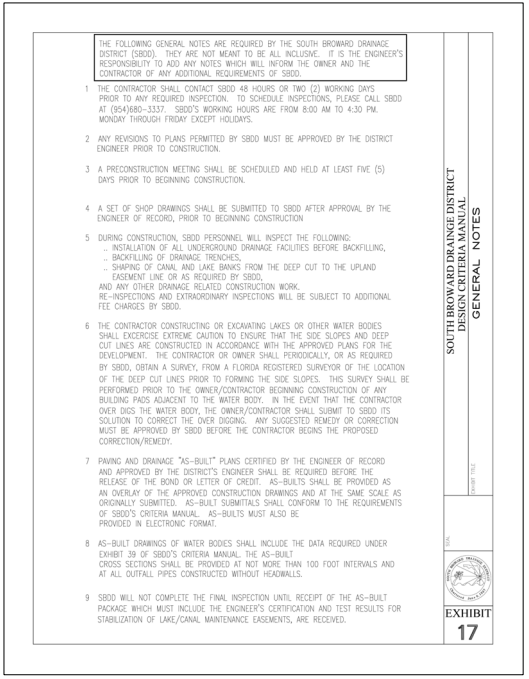 THE FOLLOWING GENERAL NOTES ARE REQUIRED BY THE SOUTH BROWARD DRAINAGE
DISTRICT (SBDD). THEY ARE NOT MEANT TO BE ALL INCLUSIVE. IT IS THE ENGINEER'S
RESPONSIBILITY TO ADD ANY NOTES WHICH WILL INFORM THE OWNER AND THE
CONTRACTOR OF ANY ADDITIONAL REQUIREMENTS OF SBDD.
1 THE CONTRACTOR SHALL CONTACT SBDD 48 HOURS OR TWO (2) WORKING DAYS
PRIOR TO ANY REQUIRED INSPECTION. TO SCHEDULE INSPECTIONS, PLEASE CALL SBDD
AT (954)680-3337. SBDD'S WORKING HOURS ARE FROM 8:00 AM TO 4:30 PM.
MONDAY THROUGH FRIDAY EXCEPT HOLIDAYS.
2 ANY REVISIONS TO PLANS PERMITTED BY SBDD MUST BE APPROVED BY THE DISTRICT
ENGINEER PRIOR TO CONSTRUCTION.
3 A PRECONSTRUCTION MEETING SHALL BE SCHEDULED AND HELD AT LEAST FIVE (5)
DAYS PRIOR TO BEGINNING CONSTRUCTION.
4 A SET OF SHOP DRAWINGS SHALL BE SUBMITTED TO SBDD AFTER APPROVAL BY THE
ENGINEER OF RECORD, PRIOR TO BEGINNING CONSTRUCTION
5 DURING CONSTRUCTION, SBDD PERSONNEL WILL INSPECT THE FOLLOWING:
.. INSTALLATION OF ALL UNDERGROUND DRAINAGE FACILITIES BEFORE BACKFILLING,
.. BACKFILLING OF DRAINAGE TRENCHES,
.. SHAPING OF CANAL AND LAKE BANKS FROM THE DEEP CUT TO THE UPLAND
EASEMENT LINE OR AS REQUIRED BY SBDD,
AND ANY OTHER DRAINAGE RELATED CONSTRUCTION WORK.
RE-INSPECTIONS AND EXTRAORDINARY INSPECTIONS WILL BE SUBJECT TO ADDITIONAL
FEE CHARGES BY SBDD.
6 THE CONTRACTOR CONSTRUCTING OR EXCAVATING LAKES OR OTHER WATER BODIES
SHALL EXCERCISE EXTREME CAUTION TO ENSURE THAT THE SIDE SLOPES AND DEEP
CUT LINES ARE CONSTRUCTED IN ACCORDANCE WITH THE APPROVED PLANS FOR THE
DEVELOPMENT. THE CONTRACTOR OR OWNER SHALL PERIODICALLY, OR AS REQUIRED
BY SBDD, OBTAIN A SURVEY, FROM A FLORIDA REGISTERED SURVEYOR OF THE LOCATION
OF THE DEEP CUT LINES PRIOR TO FORMING THE SIDE SLOPES. THIS SURVEY SHALL BE
PERFORMED PRIOR TO THE OWNER/CONTRACTOR BEGINNING CONSTRUCTION OF ANY
BUILDING PADS ADJACENT TO THE WATER BODY. IN THE EVENT THAT THE CONTRACTOR
OVER DIGS THE WATER BODY, THE OWNER/CONTRACTOR SHALL SUBMIT TO SBDD ITS
SOLUTION TO CORRECT THE OVER DIGGING. ANY SUGGESTED REMEDY OR CORRECTION
MUST BE APPROVED BY SBDD BEFORE THE CONTRACTOR BEGINS THE PROPOSED
CORRECTION/REMEDY.
7 PAVING AND DRAINAGE "AS-BUILT" PLANS CERTIFIED BY THE ENGINEER OF RECORD
AND APPROVED BY THE DISTRICT'S ENGINEER SHALL BE REQUIRED BEFORE THE
RELEASE OF THE BOND OR LETTER OF CREDIT. AS-BUILTS SHALL BE PROVIDED AS
AN OVERLAY OF THE APPROVED CONSTRUCTION DRAWINGS AND AT THE SAME SCALE AS
ORIGINALLY SUBMITTED. AS-BUILT SUBMITTALS SHALL CONFORM TO THE REQUIREMENTS
OF SBDD'S CRITERIA MANUAL. AS-BUILTS MUST ALSO BE
PROVIDED IN ELECTRONIC FORMAT.
8 AS-BUILT DRAWINGS OF WATER BODIES SHALL INCLUDE THE DATA REQUIRED UNDER
EXHIBIT 39 OF SBDD'S CRITERIA MANUAL. THE AS-BUILT
CROSS SECTIONS SHALL BE PROVIDED AT NOT MORE THAN 100 FOOT INTERVALS AND
AT ALL OUTFALL PIPES CONSTRUCTED WITHOUT HEADWALLS.
9 SBDD WILL NOT COMPLETE THE FINAL INSPECTION UNTIL RECEIPT OF THE AS-BUILT
PACKAGE WHICH MUST INCLUDE THE ENGINEER'S CERTIFICATION AND TEST RESULTS FOR
STABILIZATION OF LAKE/CANAL MAINTENANCE EASEMENTS, ARE RECEIVED.
SOUTH BROWARD DRAINGE DISTRICT
DESIGN CRITERIA MANUAL
GENERAL NOTES
EXHIBIT TITLE
SEAL
EXHIBIT
17